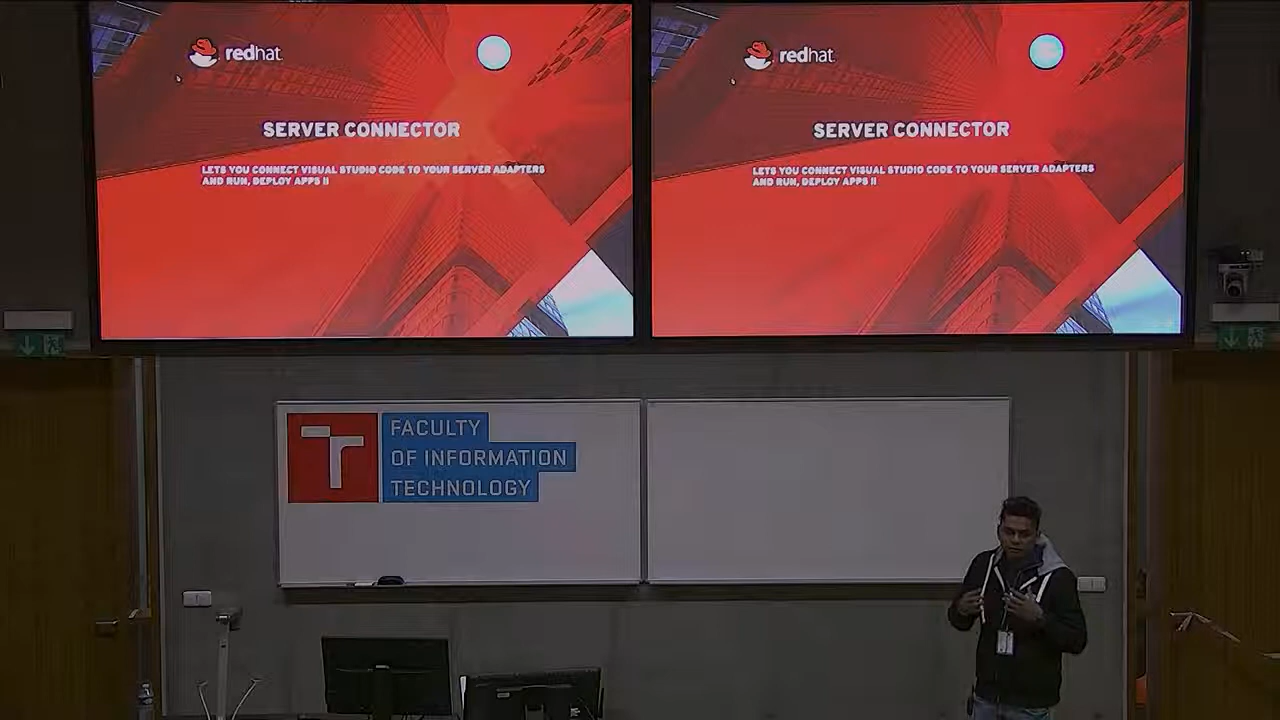 redhat.
SERVER CONNECTOR
LETS YOU CONNECT VISUAL STUDIO CODE TO YOUR SERVER ADAPTERS
AND RUN, DEPLOY APPS !!
redhat.
SERVER CONNECTOR
LETS YOU CONNECT VISUAL STUDIO CODE TO YOUR SERVER ADAPTERS
AND RUN, DEPLOY APPS !!
T
FACULTY
OF INFORMATION
TECHNOLOGY